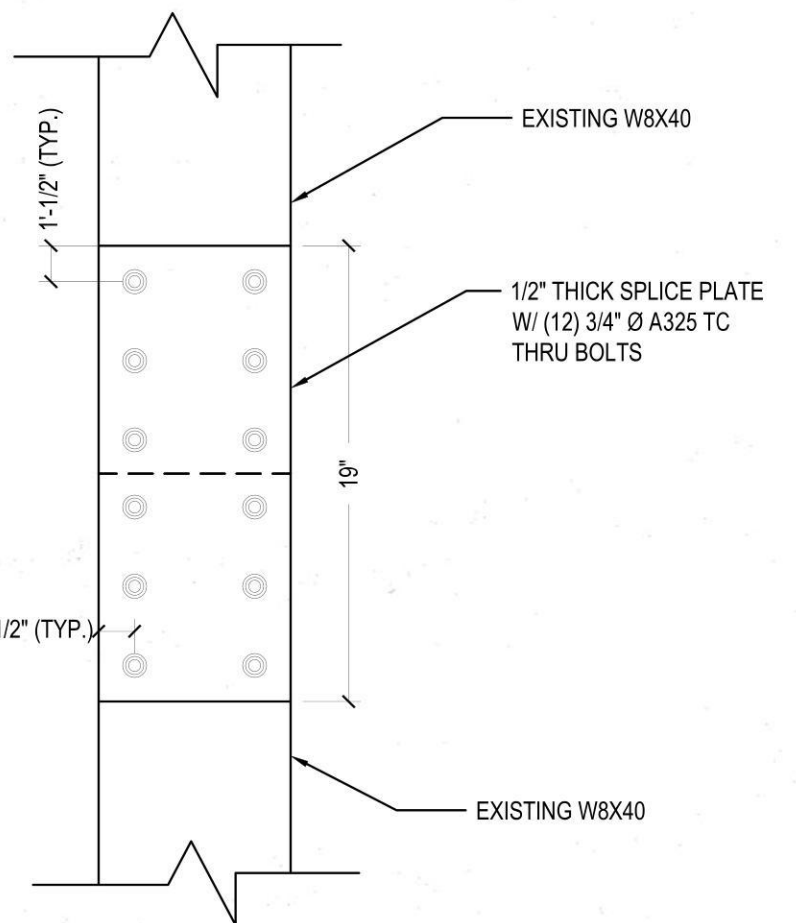 EXISTING W8X40
1'-1/2" (TYP.)
1/2" THICK SPLICE PLATE
W/ (12) 3/4" Ø A325 TC
THRU BOLTS
19"
1/2" (TYP.)
EXISTING W8X40